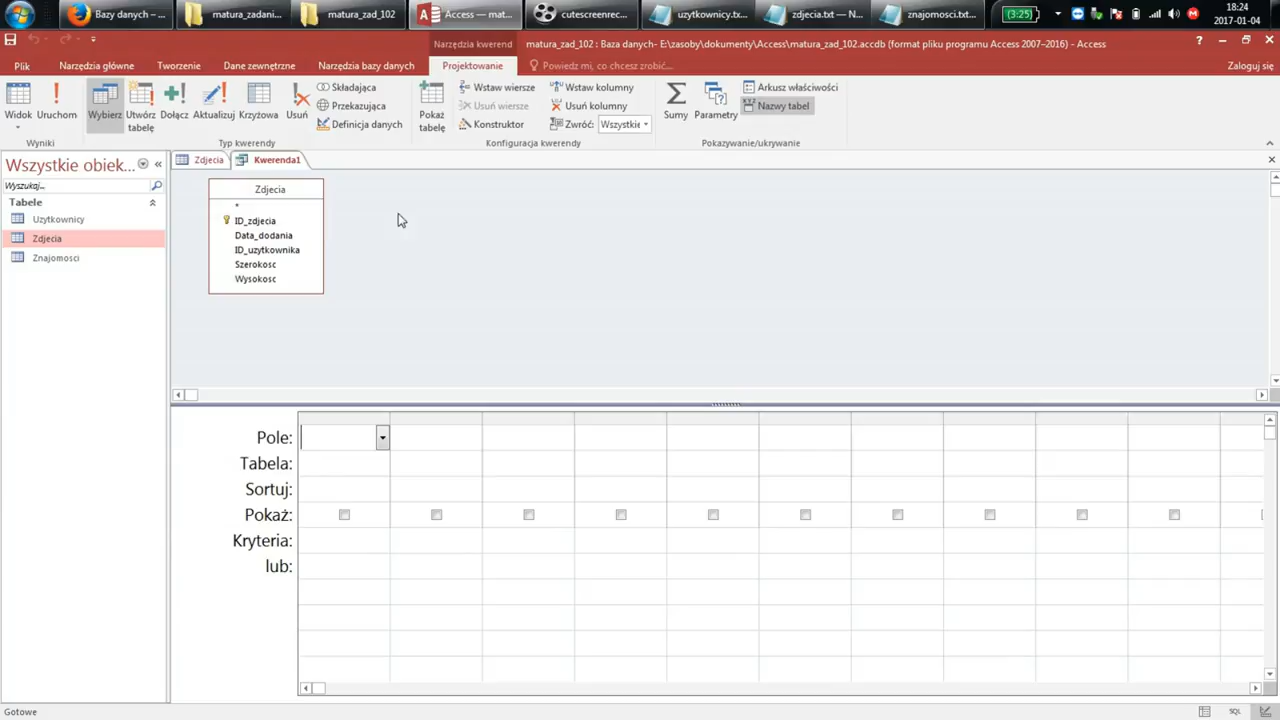 Bazy danych – ...
matura_zadani...
matura_zad_102
Access — mat...
cutescreenrec...
uzytkownicy.tx...
zdjecia.txt — N...
znajomosci.txt...
(3:25)
18:24
2017-01-04
Narzędzia kwerend
matura_zad_102 : Baza danych- E:\zasoby\dokumenty\Access\matura_zad_102.accdb (format pliku programu Access 2007–2016) - Access
?
Plik
Narzędzia główne
Tworzenie
Dane zewnętrzne
Narzędzia bazy danych
Projektowanie
Powiedz mi, co chcesz zrobić...
Zaloguj się
Widok
Uruchom
Wybierz
Utwórz tabelę
Dołącz
Aktualizuj
Krzyżowa
Usuń
Składająca
Przekazująca
Definicja danych
Pokaż tabelę
Wstaw wiersze
Usuń wiersze
Konstruktor
Wstaw kolumny
Usuń kolumny
Zwróć:
Wszystkie
Sumy
Parametry
Arkusz właściwości
Nazwy tabel
Wyniki
Typ kwerendy
Konfiguracja kwerendy
Pokazywanie/ukrywanie
Wszystkie obiek...
Wyszukaj...
Tabele
Uzytkownicy
Zdjecia
Znajomosci
Zdjecia
Kwerenda1
Zdjecia
*
ID_zdjecia
Data_dodania
ID_uzytkownika
Szerokosc
Wysokosc
Pole:
Tabela:
Sortuj:
Pokaż:
Kryteria:
lub:
Gotowe
SQL